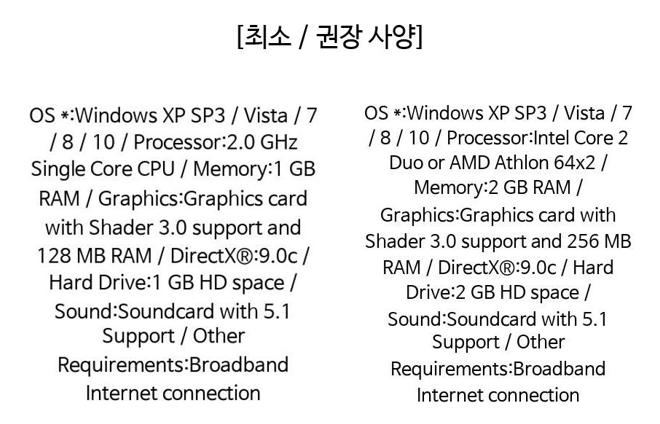 [최소 / 권장 사양]
OS *:Windows XP SP3 / Vista / 7
/ 8 / 10 / Processor:2.0 GHz
Single Core CPU / Memory:1 GB
RAM / Graphics:Graphics card
with Shader 3.0 support and
128 MB RAM / DirectX®:9.0c /
Hard Drive:1 GB HD space /
Sound:Soundcard with 5.1
Support / Other
Requirements:Broadband
Internet connection
OS *:Windows XP SP3 / Vista / 7
/ 8 / 10 / Processor:Intel Core 2
Duo or AMD Athlon 64x2 /
Memory:2 GB RAM /
Graphics:Graphics card with
Shader 3.0 support and 256 MB
RAM / DirectX®:9.0c / Hard
Drive:2 GB HD space /
Sound:Soundcard with 5.1
Support / Other
Requirements:Broadband
Internet connection